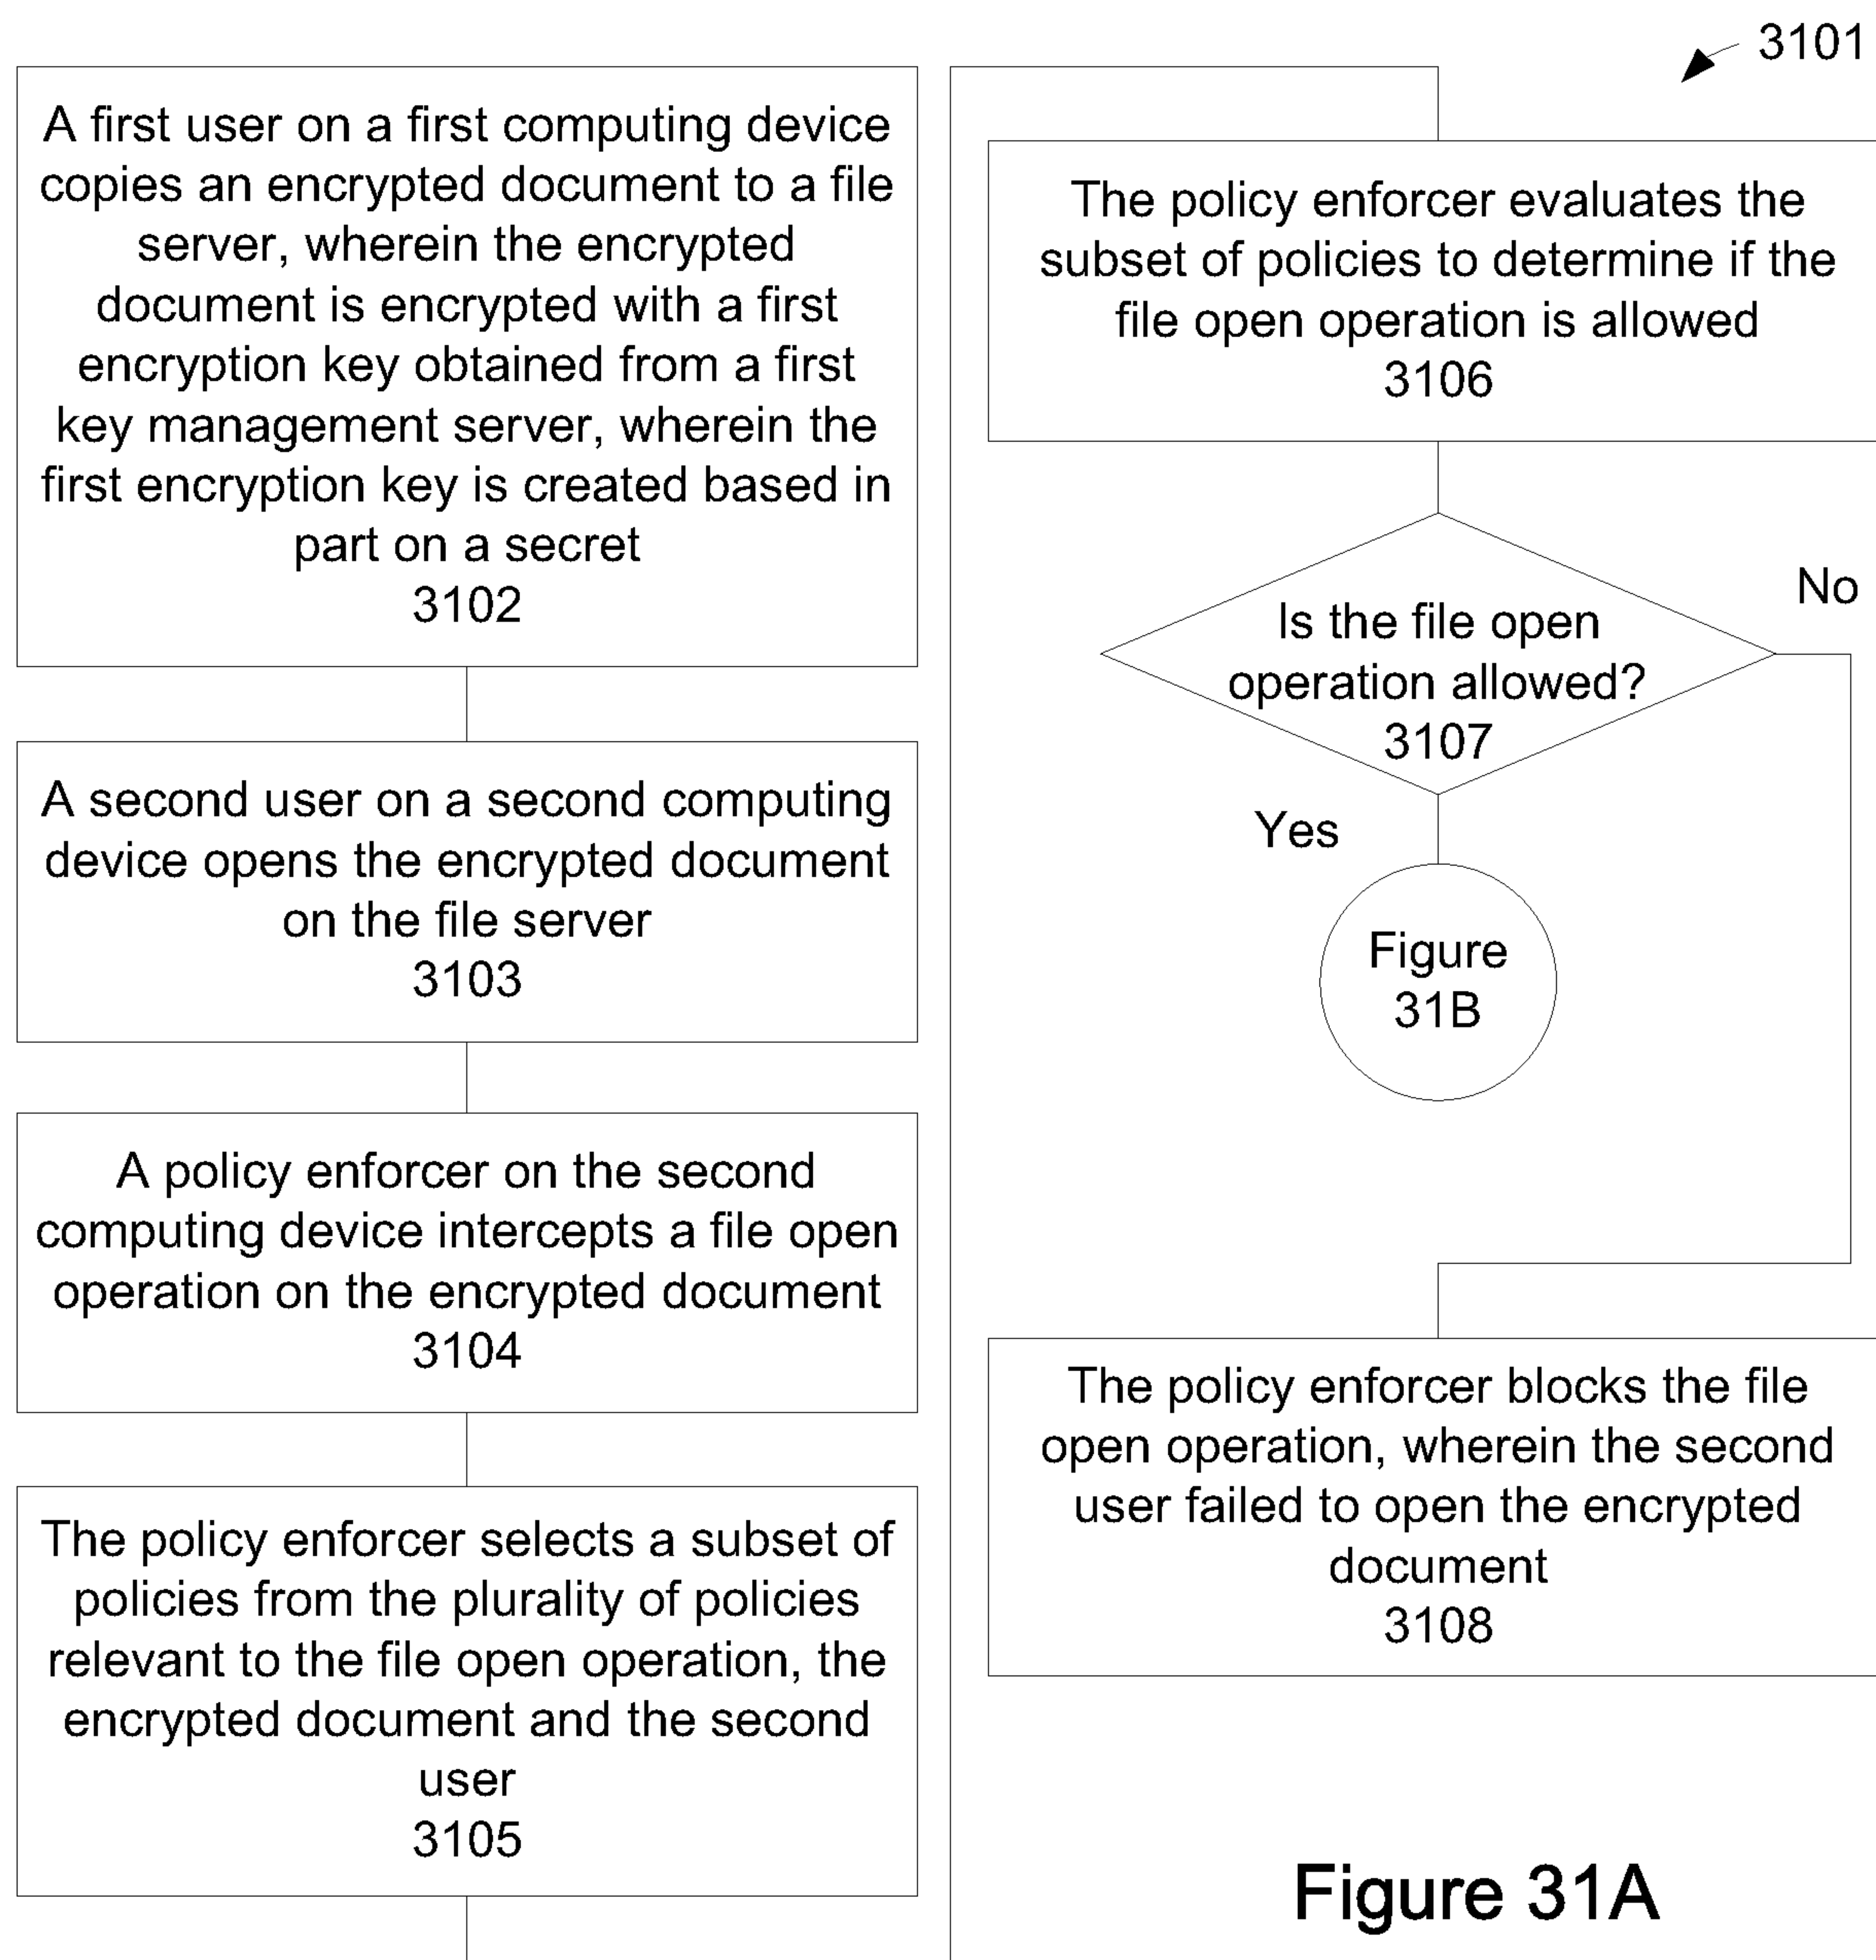 3101
A first user on a first computing device
copies an encrypted document to a file
server, wherein the encrypted
document is encrypted with a first
encryption key obtained from a first
key management server, wherein the
first encryption key is created based in
part on a secret
3102
A second user on a second computing
device opens the encrypted document
on the file server
3103
A policy enforcer on the second
computing device intercepts a file open
operation on the encrypted document
3104
The policy enforcer selects a subset of
policies from the plurality of policies
relevant to the file open operation, the
encrypted document and the second
user
3105
The policy enforcer evaluates the
subset of policies to determine if the
file open operation is allowed
3106
Is the file open
operation allowed?
3107
No
Yes
Figure
31B
The policy enforcer blocks the file
open operation, wherein the second
user failed to open the encrypted
document
3108
Figure 31A